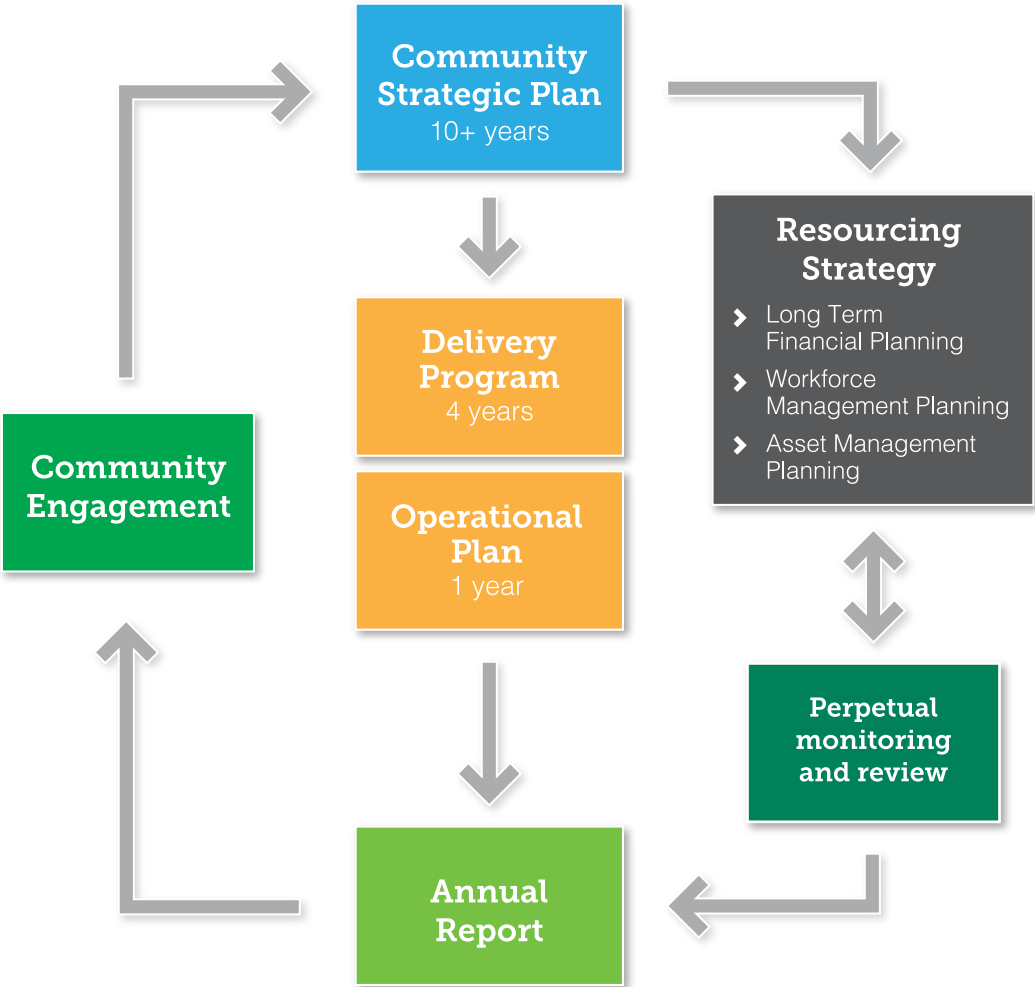 Community
Strategic Plan
10+ years
Resourcing
Strategy
Long Term
Financial Planning
Workforce
Management Planning
Asset Management
Planning
Delivery
Program
4 years
Community
Engagement
Operational
Plan
1 year
Perpetual
monitoring
and review
Annual
Report